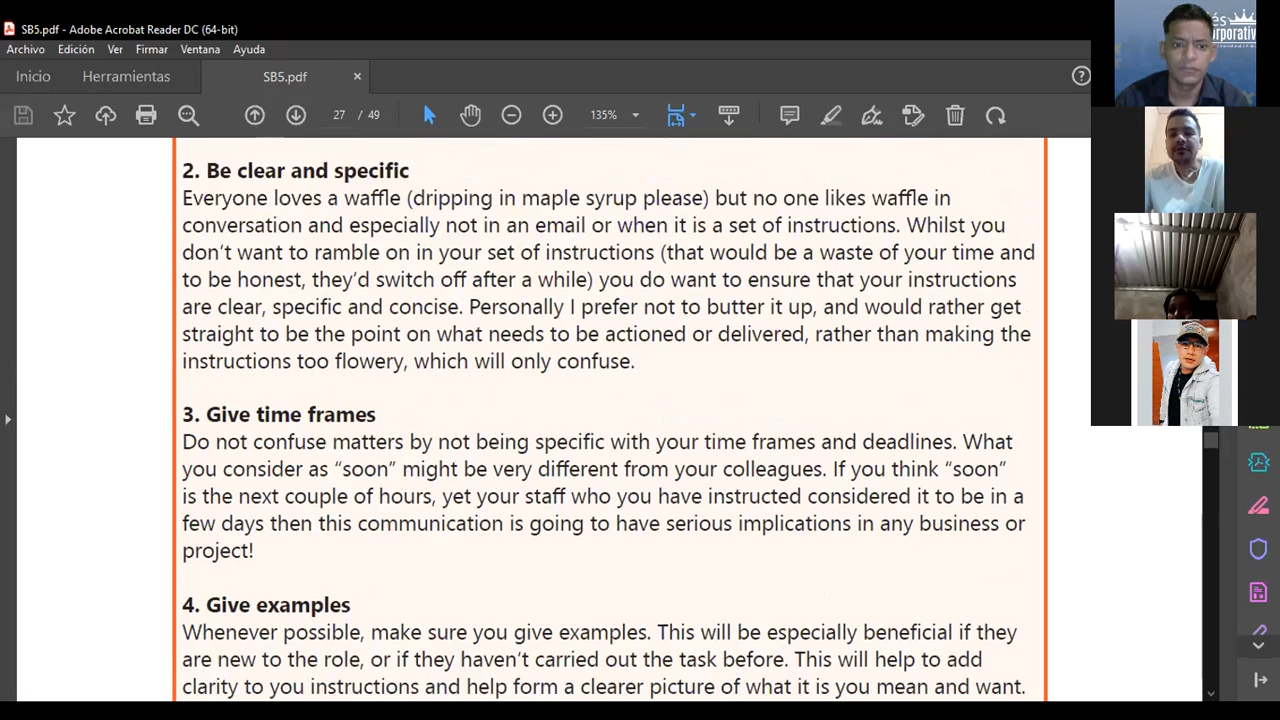 SB5.pdf - Adobe Acrobat Reader DC (64-bit)
Archivo Edición Ver Firmar Ventana Ayuda
Inicio Herramientas SB5.pdf ×
27 / 49 135%
2. Be clear and specific
Everyone loves a waffle (dripping in maple syrup please) but no one likes waffle in
conversation and especially not in an email or when it is a set of instructions. Whilst you
don't want to ramble on in your set of instructions (that would be a waste of your time and
to be honest, they'd switch off after a while) you do want to ensure that your instructions
are clear, specific and concise. Personally I prefer not to butter it up, and would rather get
straight to be the point on what needs to be actioned or delivered, rather than making the
instructions too flowery, which will only confuse.
3. Give time frames
Do not confuse matters by not being specific with your time frames and deadlines. What
you consider as “soon” might be very different from your colleagues. If you think “soon”
is the next couple of hours, yet your staff who you have instructed considered it to be in a
few days then this communication is going to have serious implications in any business or
project!
4. Give examples
Whenever possible, make sure you give examples. This will be especially beneficial if they
are new to the role, or if they haven't carried out the task before. This will help to add
clarity to you instructions and help form a clearer picture of what it is you mean and want.